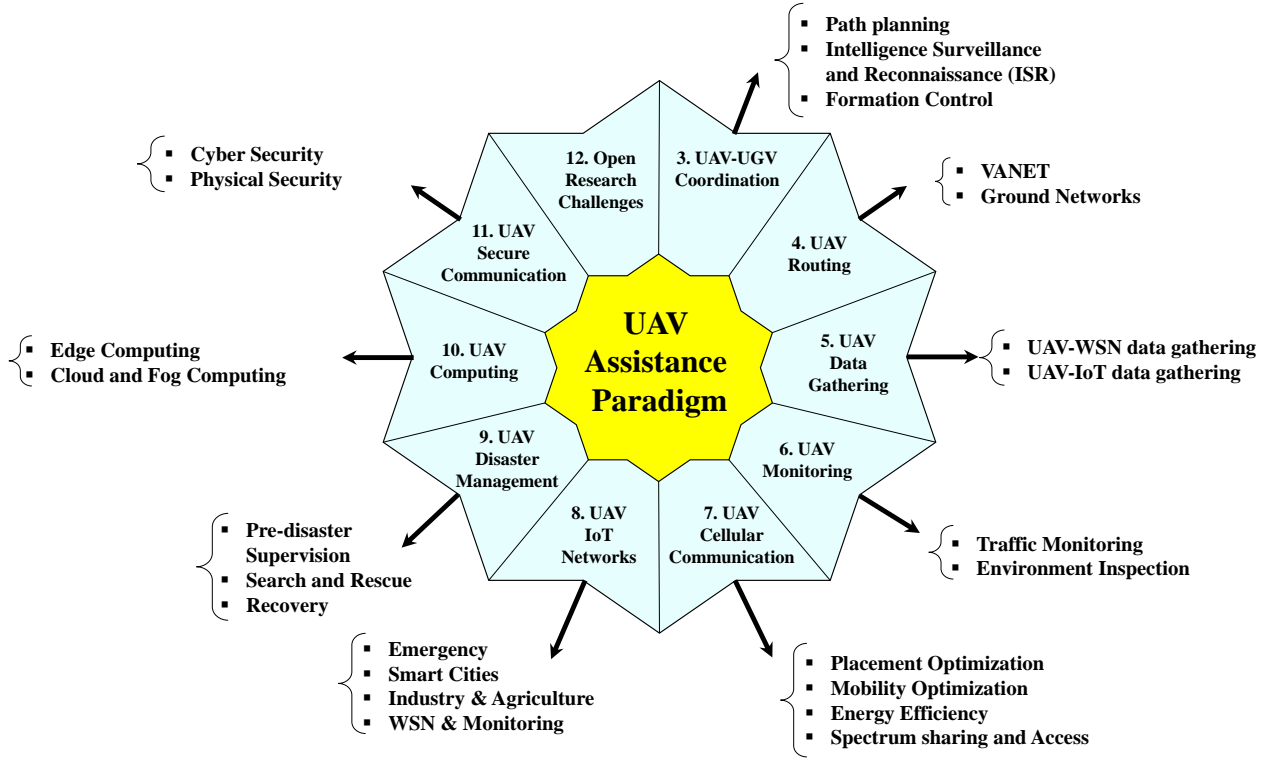 ▪ Path planning
▪ Intelligence Surveillance
and Reconnaissance (ISR)
▪ Formation Control
12. Open
Research
Challenges
3. UAV-UGV
Coordination
▪ Cyber Security
▪ Physical Security
▪ VANET
▪ Ground Networks
11. UAV
Secure
Communication
4. UAV
Routing
UAV
Assistance
Paradigm
10. UAV
Computing
5. UAV
Data
Gathering
▪ Edge Computing
▪ Cloud and Fog Computing
▪ UAV-WSN data gathering
▪ UAV-IoT data gathering
9. UAV
Disaster
Management
6. UAV
Monitoring
8. UAV
IoT
Networks
7. UAV
Cellular
Communication
▪ Pre-disaster
Supervision
▪ Search and Rescue
▪ Recovery
▪ Traffic Monitoring
▪ Environment Inspection
▪ Emergency
▪ Smart Cities
▪ Industry & Agriculture
▪ WSN & Monitoring
▪ Placement Optimization
▪ Mobility Optimization
▪ Energy Efficiency
▪ Spectrum sharing and Access